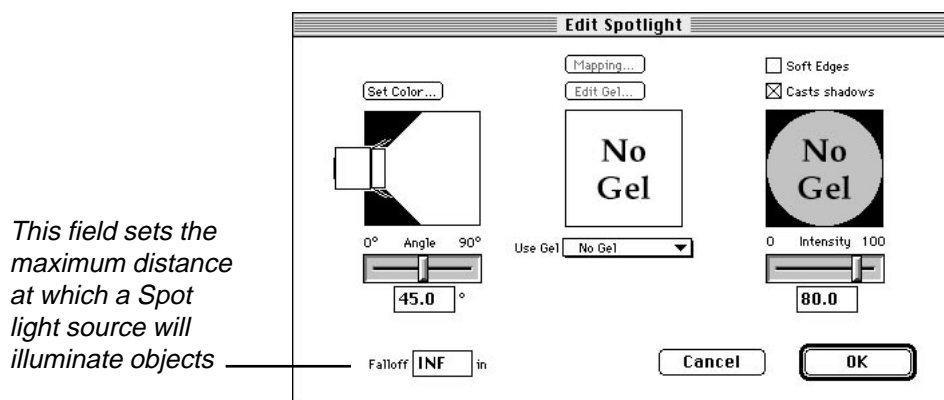 Edit Spotlight
Mapping...
Soft Edges
Set Color...
Edit Gel...
Casts shadows
No
Gel
No
Gel
This field sets the
maximum distance
at which a Spot
light source will
illuminate objects
0° Angle 90°
Use Gel No Gel
0 Intensity 100
45.0 °
80.0
Falloff INF in
Cancel
OK